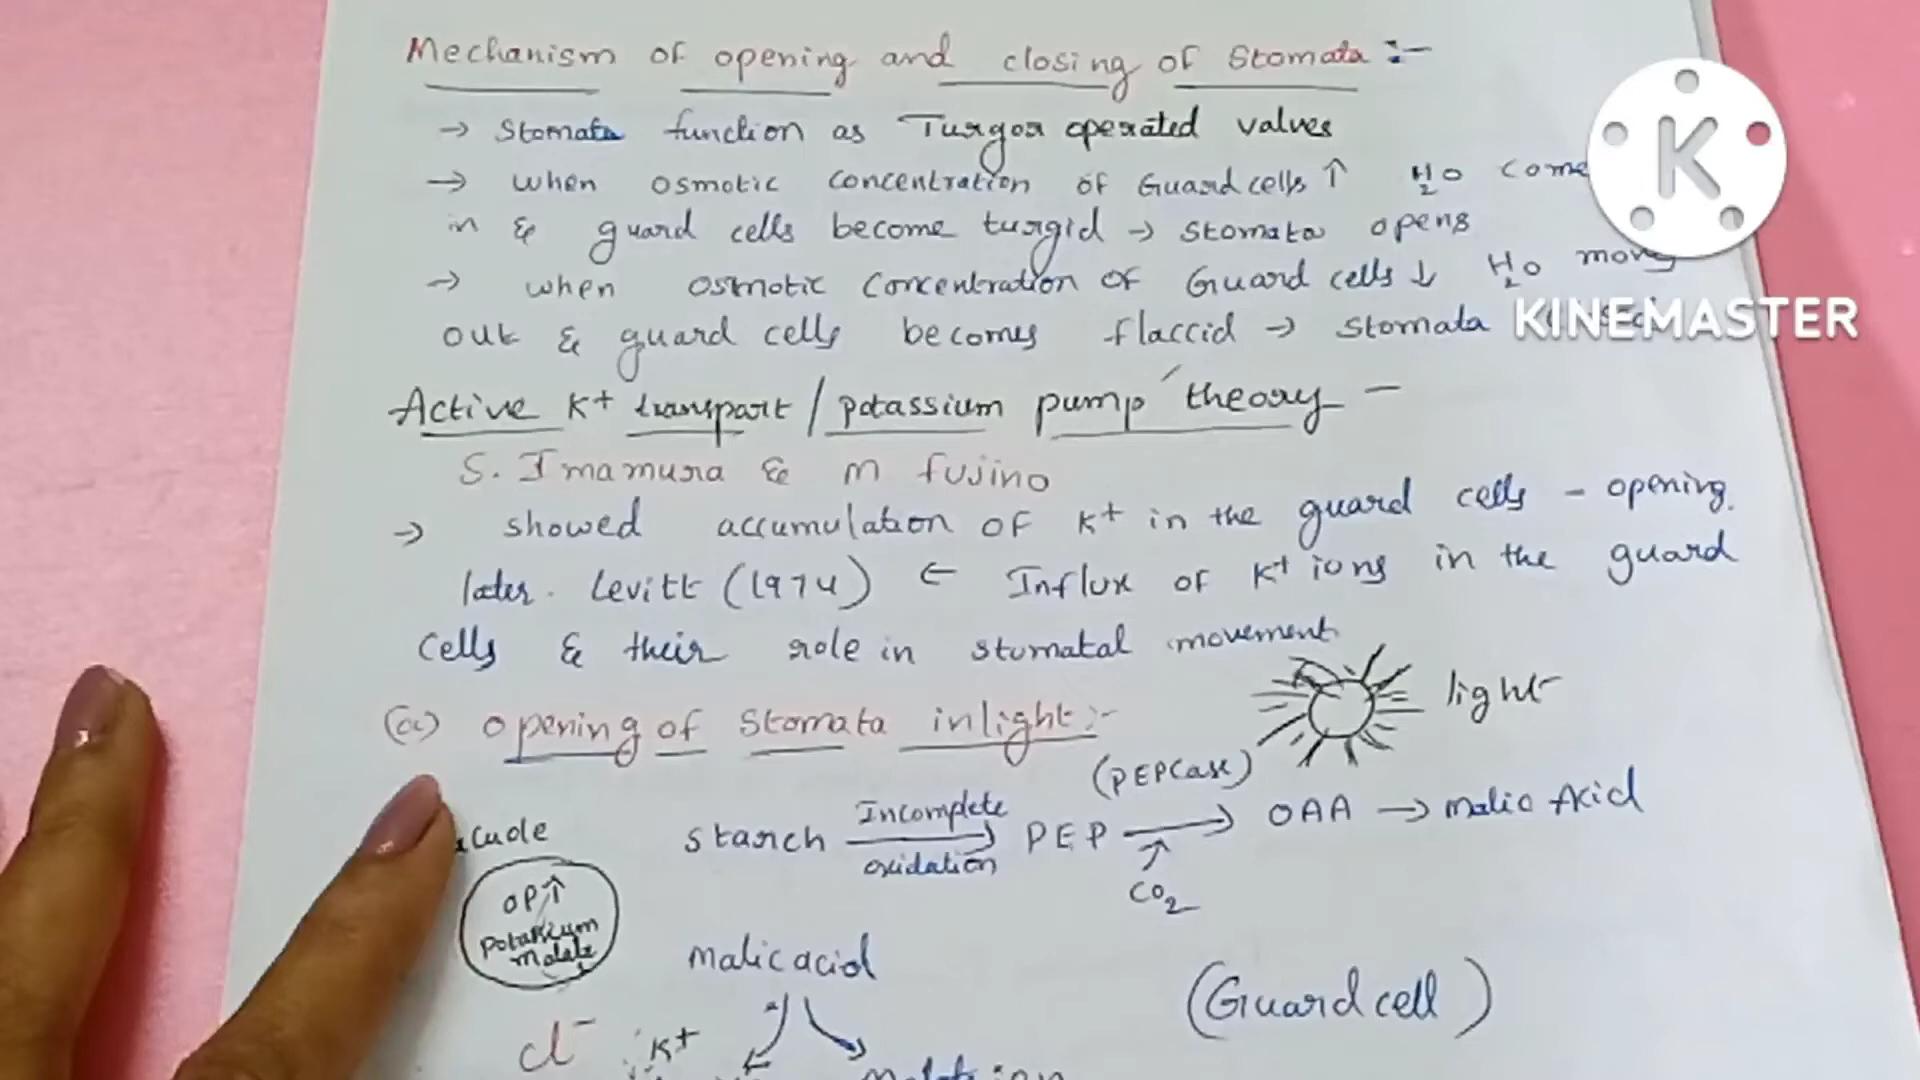 Mechanism of opening and closing of Stomata :-
→ Stomata function as Turgor operated valves
→ when osmotic concentration of Guard cells ↑ H2O come
in & guard cells become turgid → stomata opens
→ when osmotic concentration of Guard cells ↓ H2O
out & guard cells becomes flaccid → stomata
K
KINEMASTER
Active K+ transport / potassium pump theory -
S. Imamura & M Fujino
→ showed accumulation of K+ in the guard cells - opening.
later. Levitt (1974) ← Influx of K+ ions in the guard
cells & their role in stomatal movement.
light
(a) opening of Stomata in light :-
(PEPCase)
starch Incomplete oxidation → PEP → OAA → Malic Acid
CO2
OP↑
Potassium
malate
Malic acid
(Guard cell)
Cl- K+